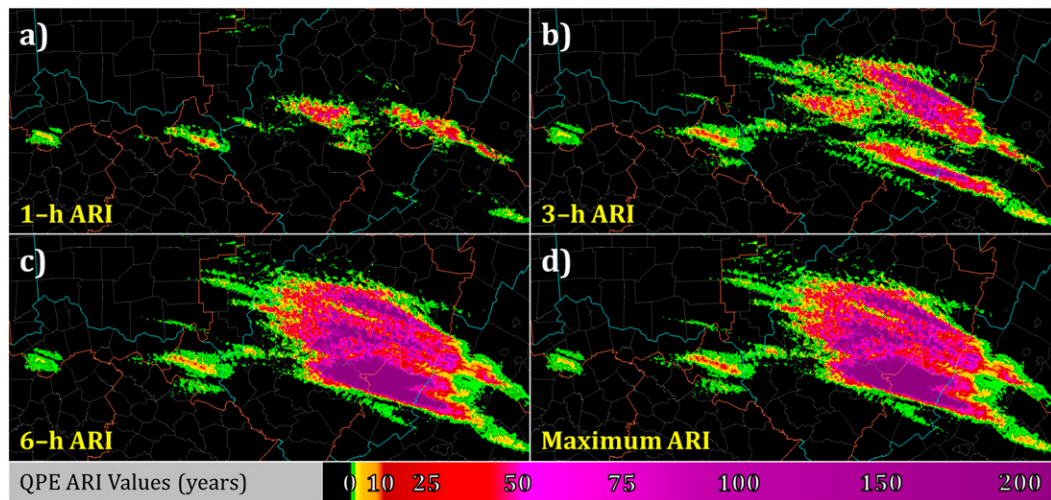 a)
1-h ARI
b)
3-h ARI
c)
6-h ARI
d)
Maximum ARI
QPE ARI Values (years) 0 10 25 50 75 100 150 200